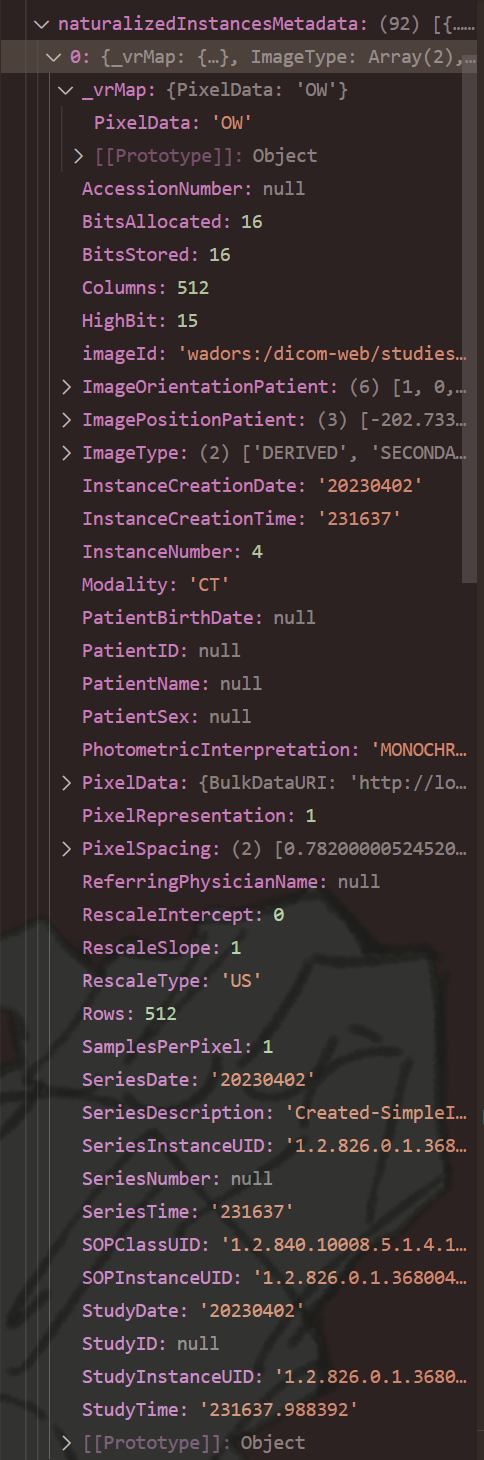 naturalizedInstancesMetadata: (92) [{……
0: {_vrMap: {…}, ImageType: Array(2),…
_vrMap: {PixelData: 'OW'}
PixelData: 'OW'
[[Prototype]]: Object
AccessionNumber: null
BitsAllocated: 16
BitsStored: 16
Columns: 512
HighBit: 15
imageId: 'wadors:/dicom-web/studies…
ImageOrientationPatient: (6) [1, 0,…
ImagePositionPatient: (3) [-202.733…
ImageType: (2) ['DERIVED', 'SECONDA…
InstanceCreationDate: '20230402'
InstanceCreationTime: '231637'
InstanceNumber: 4
Modality: 'CT'
PatientBirthDate: null
PatientID: null
PatientName: null
PatientSex: null
PhotometricInterpretation: 'MONOCHR…
PixelData: {BulkDataURI: 'http://lo…
PixelRepresentation: 1
PixelSpacing: (2) [0.78200000524520…
ReferringPhysicianName: null
RescaleIntercept: 0
RescaleSlope: 1
RescaleType: 'US'
Rows: 512
SamplesPerPixel: 1
SeriesDate: '20230402'
SeriesDescription: 'Created-SimpleI…
SeriesInstanceUID: '1.2.826.0.1.368…
SeriesNumber: null
SeriesTime: '231637'
SOPClassUID: '1.2.840.10008.5.1.4.1…
SOPInstanceUID: '1.2.826.0.1.368004…
StudyDate: '20230402'
StudyID: null
StudyInstanceUID: '1.2.826.0.1.3680…
StudyTime: '231637.988392'
[[Prototype]]: Object